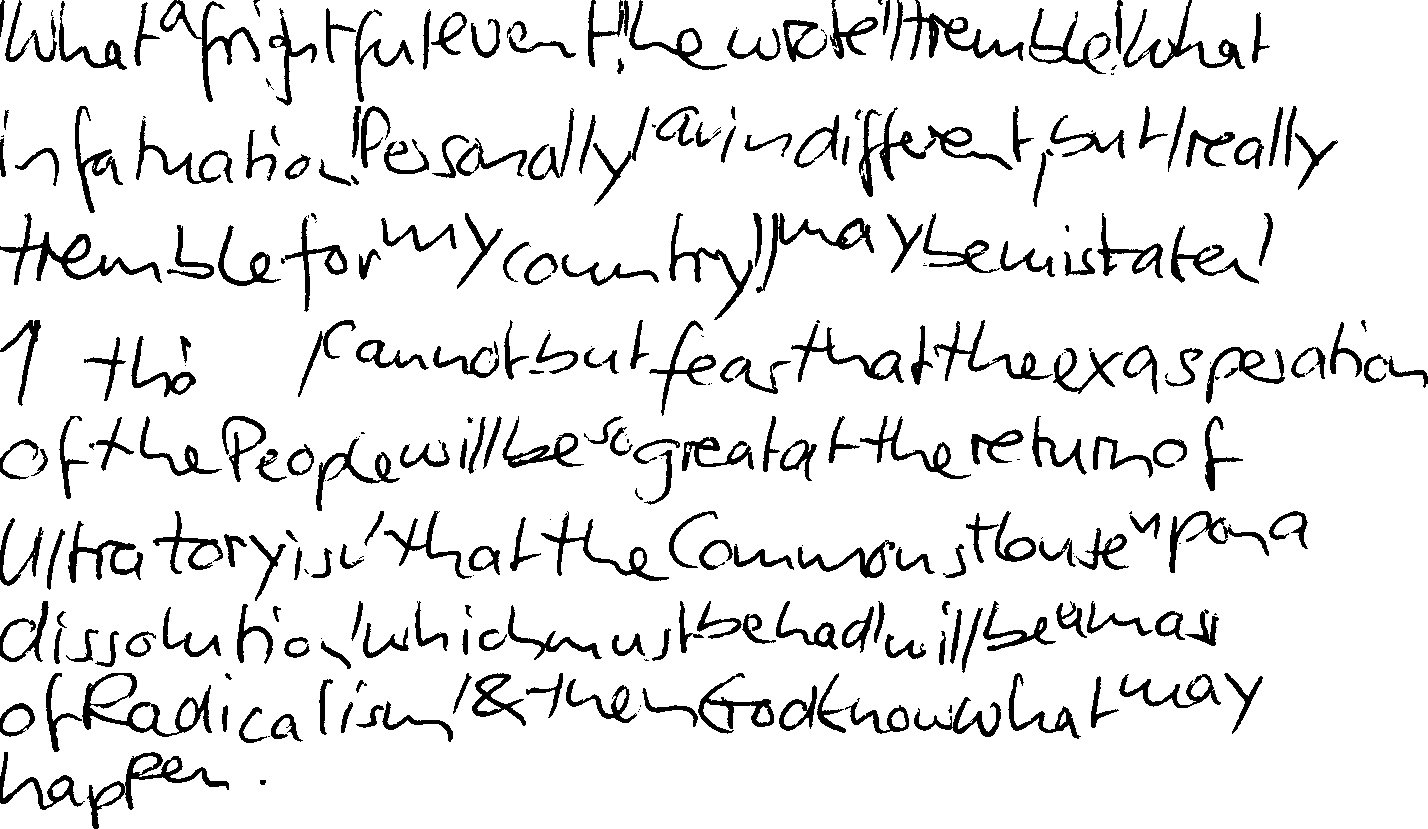 "What a frightful event!" he wrote "I tremble! What
infatuation! Personally I am indifferent, but I really
tremble for my country! I may be mistaken,
I tho' I cannot but fear that the exasperation
of the People will be so great at the return of
Ultratoryism, that the Commons House upon a
dissolution, which must be had, will be a mass
of Radicalism, & then God know what may
happen.